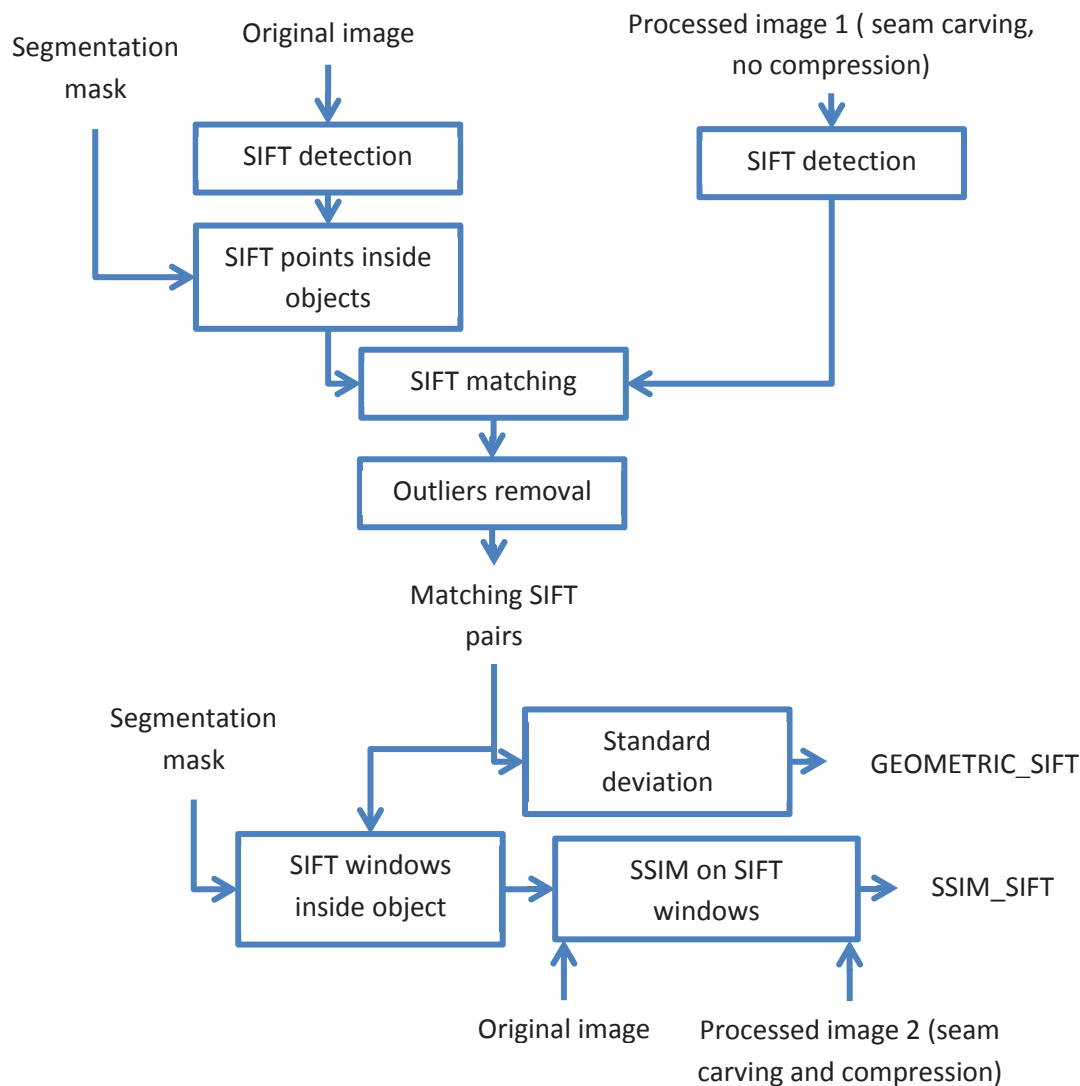 Original image
Processed image 1 ( seam carving,
no compression)
Segmentation
mask
SIFT detection
SIFT detection
SIFT points inside
objects
SIFT matching
Outliers removal
Matching SIFT
pairs
Segmentation
mask
Standard
deviation
GEOMETRIC_SIFT
SIFT windows
inside object
SSIM on SIFT
windows
SSIM_SIFT
Original image
Processed image 2 (seam
carving and compression)